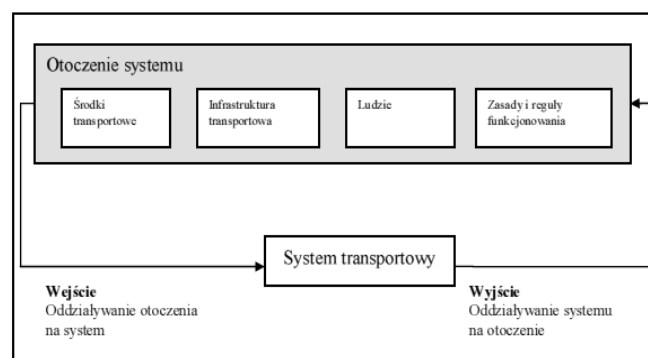 Otoczenie systemu
Środki
transportowe
Infrastruktura
transportowa
Ludzie
Zasady i reguły
funkcjonowania
System transportowy
Wejście
Oddziaływanie otoczenia
na system
Wyjście
Oddziaływanie systemu
na otoczenie